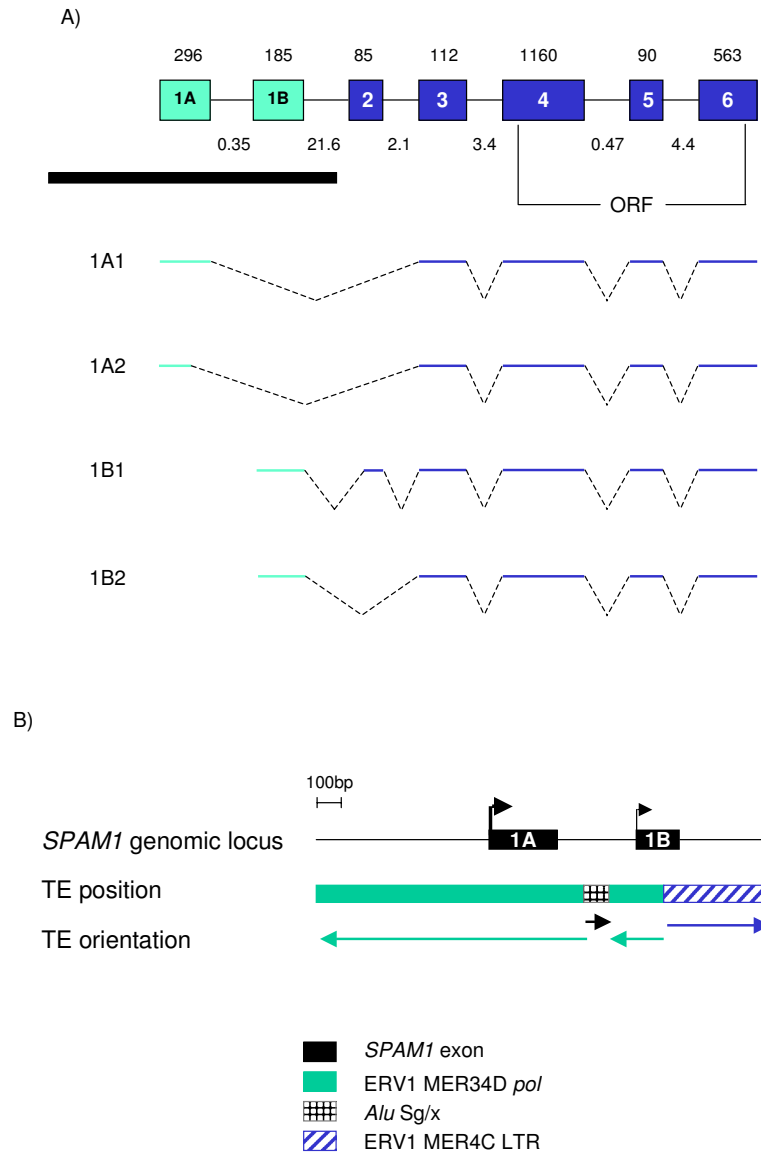 A)
296 185 85 112 1160 90 563
1A 1B 2 3 4 5 6
0.35 21.6 2.1 3.4 0.47 4.4
ORF
1A1
1A2
1B1
1B2
B)
100bp
SPAM1 genomic locus 1A 1B
TE position
TE orientation
SPAM1 exon
ERV1 MER34D pol
Alu Sg/x
ERV1 MER4C LTR